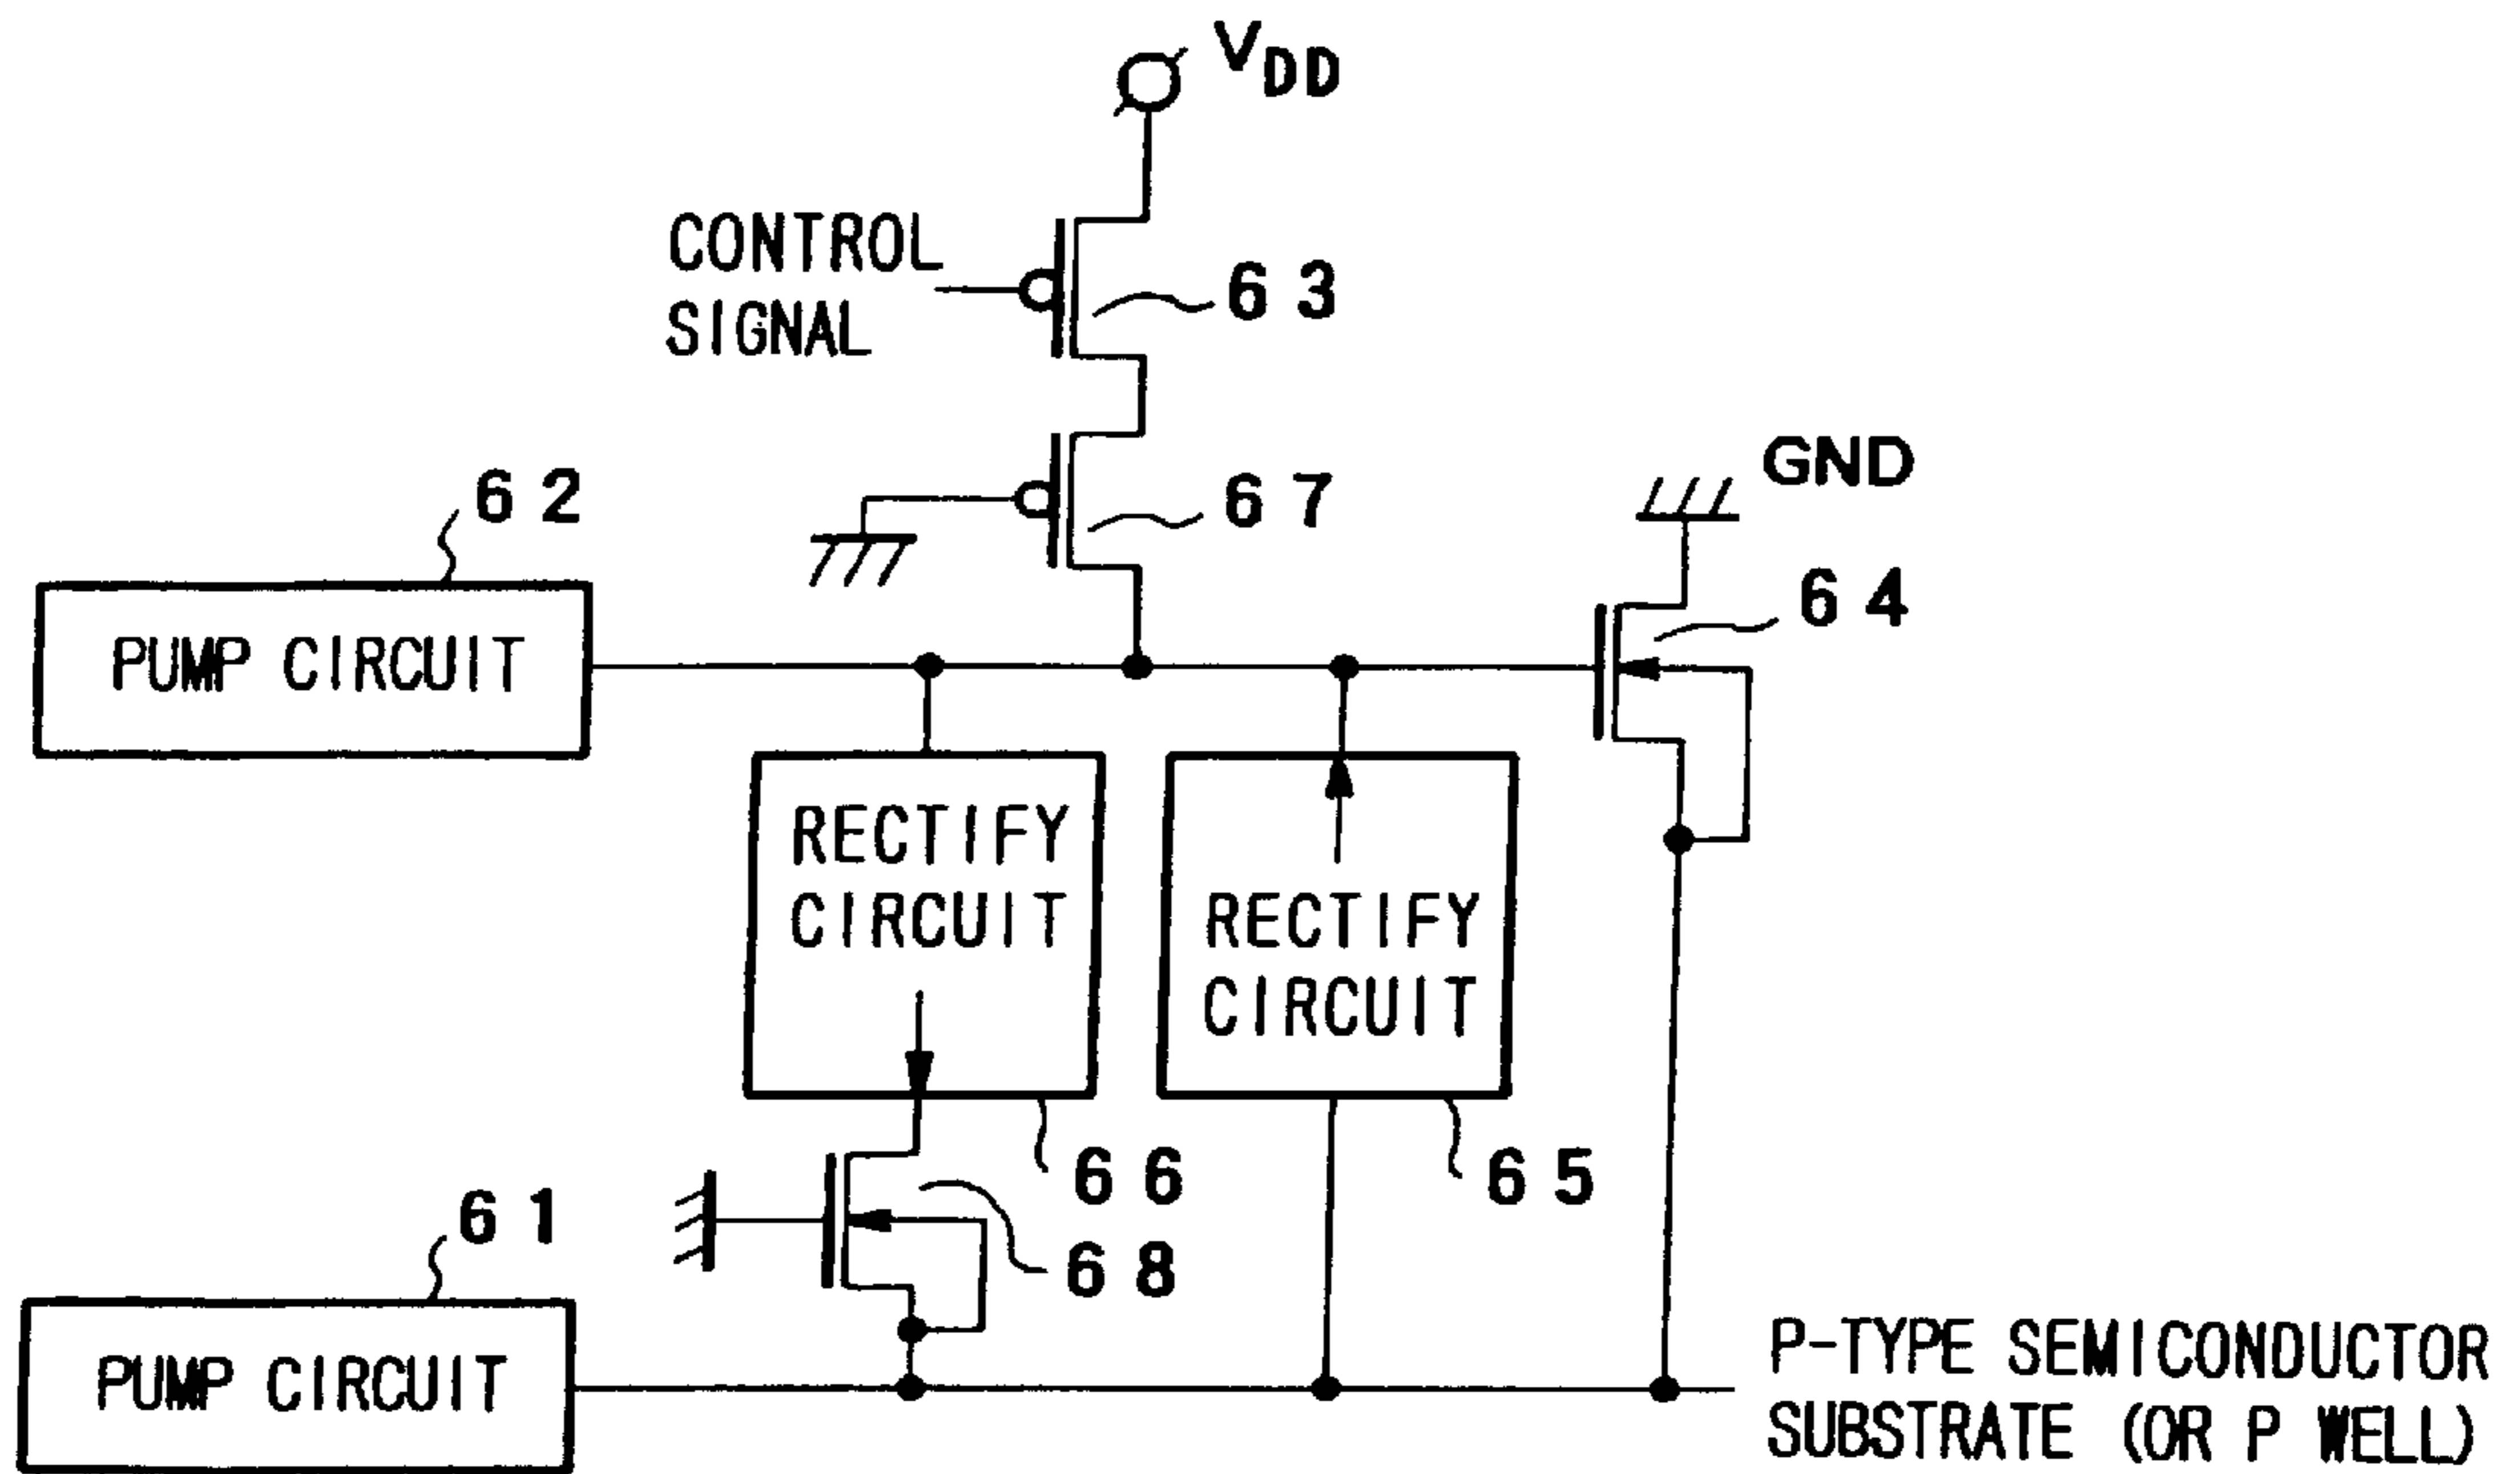 VDD
CONTROL
SIGNAL
63
62
67
GND
64
PUMP CIRCUIT
RECTIFY
CIRCUIT
RECTIFY
CIRCUIT
66
65
61
68
PUMP CIRCUIT
P-TYPE SEMICONDUCTOR
SUBSTRATE (OR P WELL)